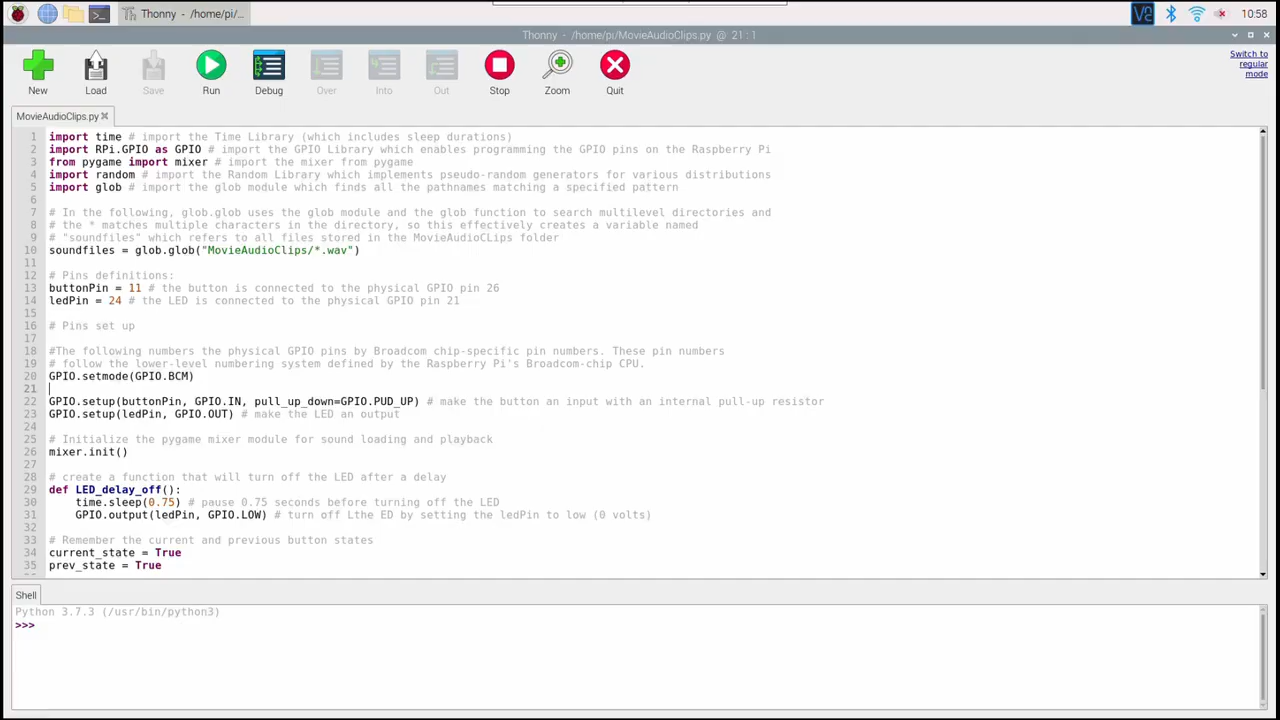 Thonny - /home/pi/...
10:58
Thonny - /home/pi/MovieAudioClips.py @ 21 : 1
New Load Save Run Debug Over Into Out Stop Zoom Quit
Switch to
regular
mode
MovieAudioClips.py
1 import time # import the Time Library (which includes sleep durations)
2 import RPi.GPIO as GPIO # import the GPIO Library which enables programming the GPIO pins on the Raspberry Pi
3 from pygame import mixer # import the mixer from pygame
4 import random # import the Random Library which implements pseudo-random generators for various distributions
5 import glob # import the glob module which finds all the pathnames matching a specified pattern
6
7 # In the following, glob.glob uses the glob module and the glob function to search multilevel directories and
8 # the * matches multiple characters in the directory, so this effectively creates a variable named
9 # "soundfiles" which refers to all files stored in the MovieAudioCLips folder
10 soundfiles = glob.glob("MovieAudioClips/*.wav")
11
12 # Pins definitions:
13 buttonPin = 11 # the button is connected to the physical GPIO pin 26
14 ledPin = 24 # the LED is connected to the physical GPIO pin 21
15
16 # Pins set up
17
18 #The following numbers the physical GPIO pins by Broadcom chip-specific pin numbers. These pin numbers
19 # follow the lower-level numbering system defined by the Raspberry Pi's Broadcom-chip CPU.
20 GPIO.setmode(GPIO.BCM)
21
22 GPIO.setup(buttonPin, GPIO.IN, pull_up_down=GPIO.PUD_UP) # make the button an input with an internal pull-up resistor
23 GPIO.setup(ledPin, GPIO.OUT) # make the LED an output
24
25 # Initialize the pygame mixer module for sound loading and playback
26 mixer.init()
27
28 # create a function that will turn off the LED after a delay
29 def LED_delay_off():
30 time.sleep(0.75) # pause 0.75 seconds before turning off the LED
31 GPIO.output(ledPin, GPIO.LOW) # turn off Lthe ED by setting the ledPin to low (0 volts)
32
33 # Remember the current and previous button states
34 current_state = True
35 prev_state = True
Shell
Python 3.7.3 (/usr/bin/python3)
>>>